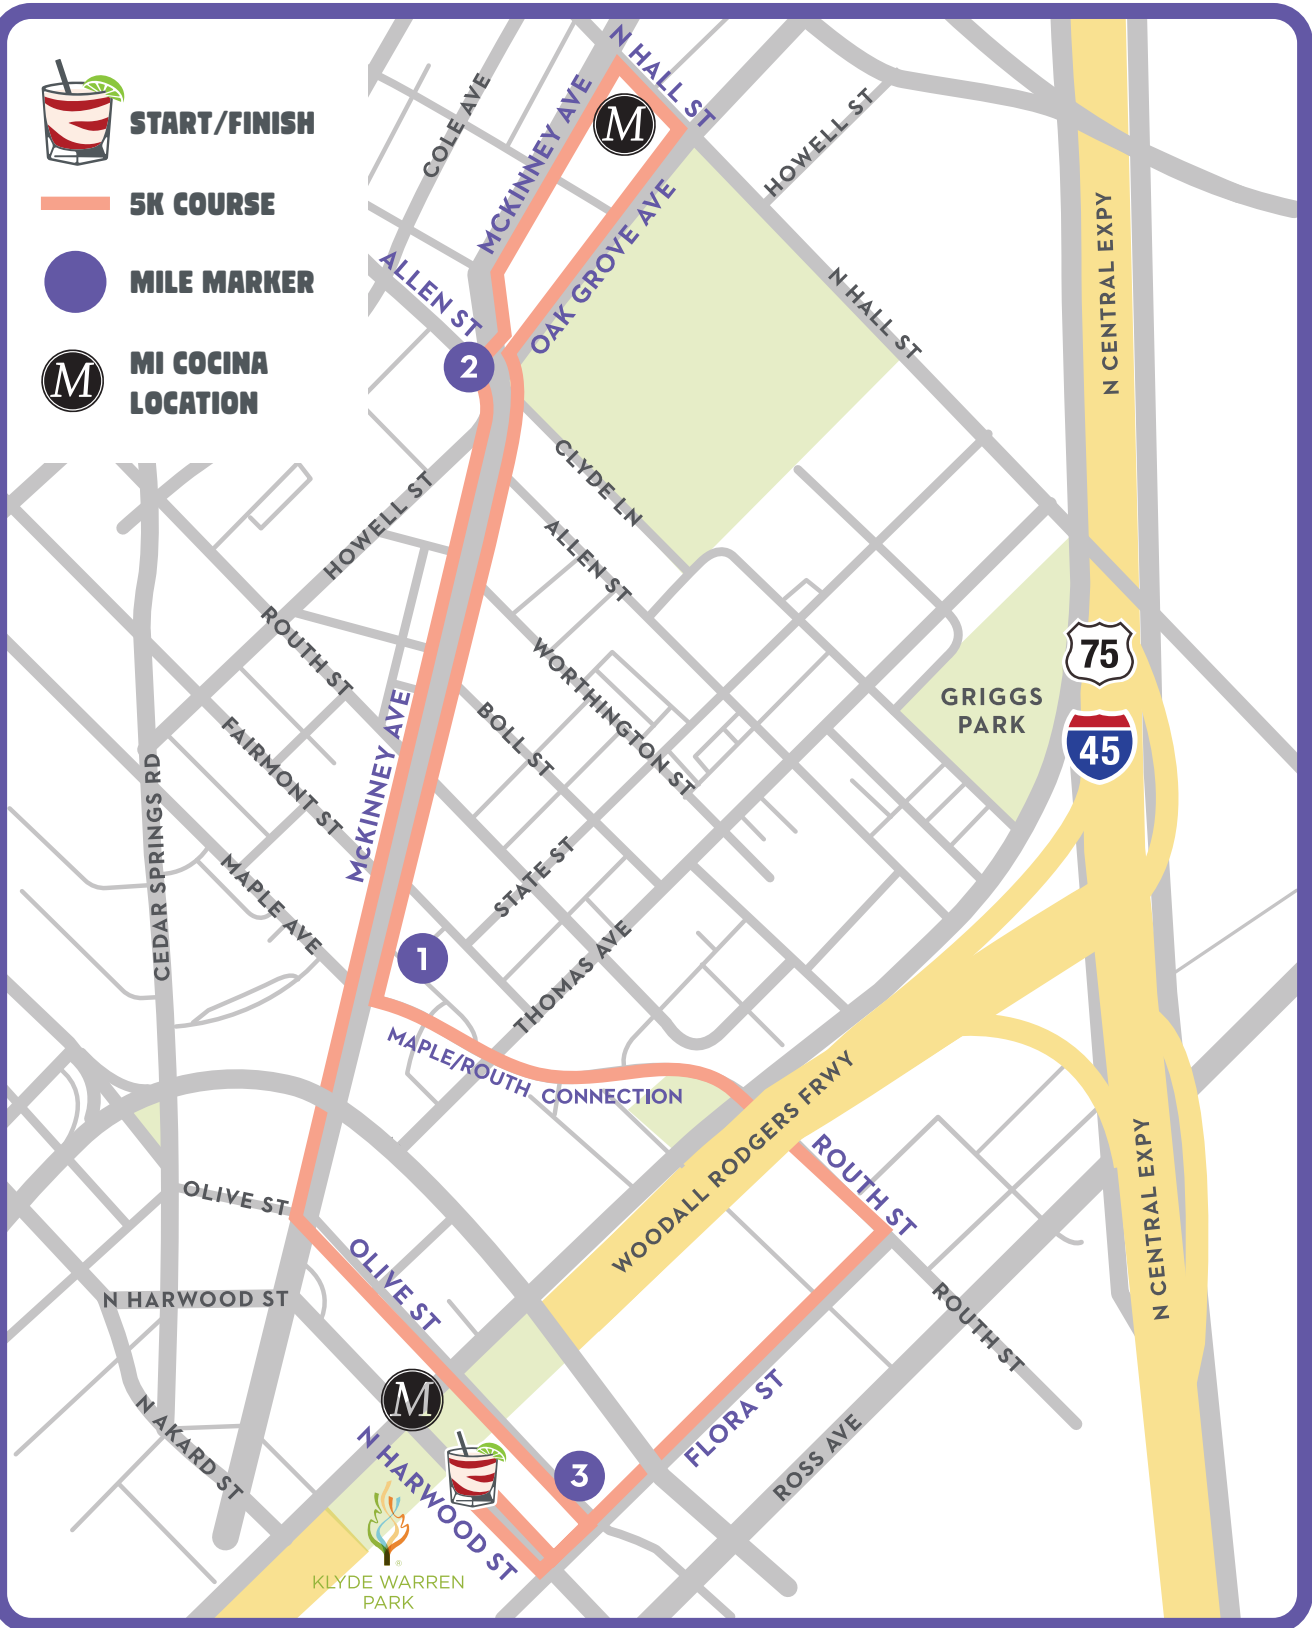 START/FINISH
5K COURSE
MILE MARKER
M
MI COCINA
LOCATION
N HALL ST
M
MCKINNEY AVE
COLE AVE
HOWELL ST
OAK GROVE AVE
ALLEN ST
N HALL ST
N CENTRAL EXPY
2
CLYDE LN
HOWELL ST
ALLEN ST
ROUTH ST
WORTHINGTON ST
75
GRIGGS
PARK
45
MCKINNEY AVE
BOLL ST
FAIRMONT ST
CEDAR SPRINGS RD
MAPLE AVE
STATE ST
1
THOMAS AVE
MAPLE/ROUTH CONNECTION
WOODALL RODGERS FRWY
ROUTH ST
N CENTRAL EXPY
OLIVE ST
OLIVE ST
N HARWOOD ST
ROUTH ST
M
FLORA ST
N AKARD ST
N HARWOOD ST
3
ROSS AVE
®
KLYDE WARREN
PARK